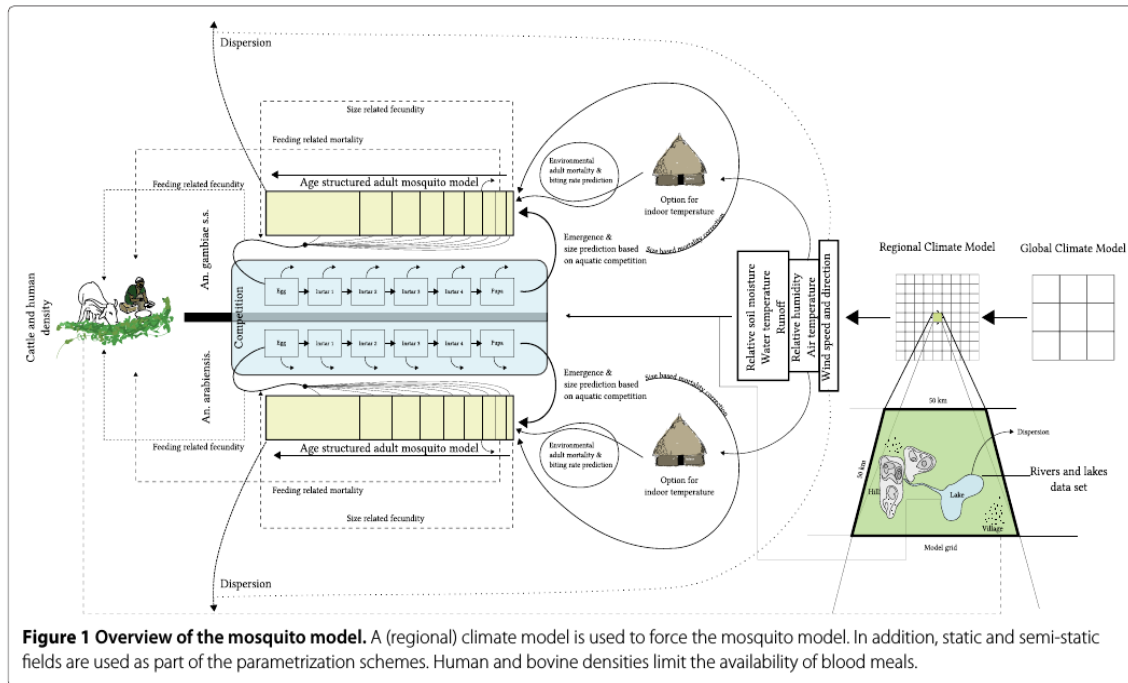 Dispersion
Size related fecundity
Feeding related mortality
Feeding related fecundity
Age structured adult mosquito model
Environmental
adult mortality &
biting rate prediction
Option for
indoor temperature
Size based mortality correction
An. gambiae s.s.
Emergence &
size prediction based
on aquatic competition
Egg
Instar 1
Instar 2
Instar 3
Instar 4
Pupa
Competition
Cattle and human
density
Egg
Instar 1
Instar 2
Instar 3
Instar 4
Pupa
An. arabiensis.
Emergence &
size prediction based
on aquatic competition
Size based mortality correction
Age structured adult mosquito model
Feeding related fecundity
Feeding related mortality
Size related fecundity
Environmental
adult mortality &
biting rate prediction
Option for
indoor temperature
Dispersion
Relative soil moisture
Water temperature
Runoff
Relative humidity
Air temperature
Wind speed and direction
Regional Climate Model
Global Climate Model
50 km
50 km
Dispersion
Rivers and lakes
data set
Hill
Lake
Village
Model grid
Figure 1 Overview of the mosquito model. A (regional) climate model is used to force the mosquito model. In addition, static and semi-static
fields are used as part of the parametrization schemes. Human and bovine densities limit the availability of blood meals.